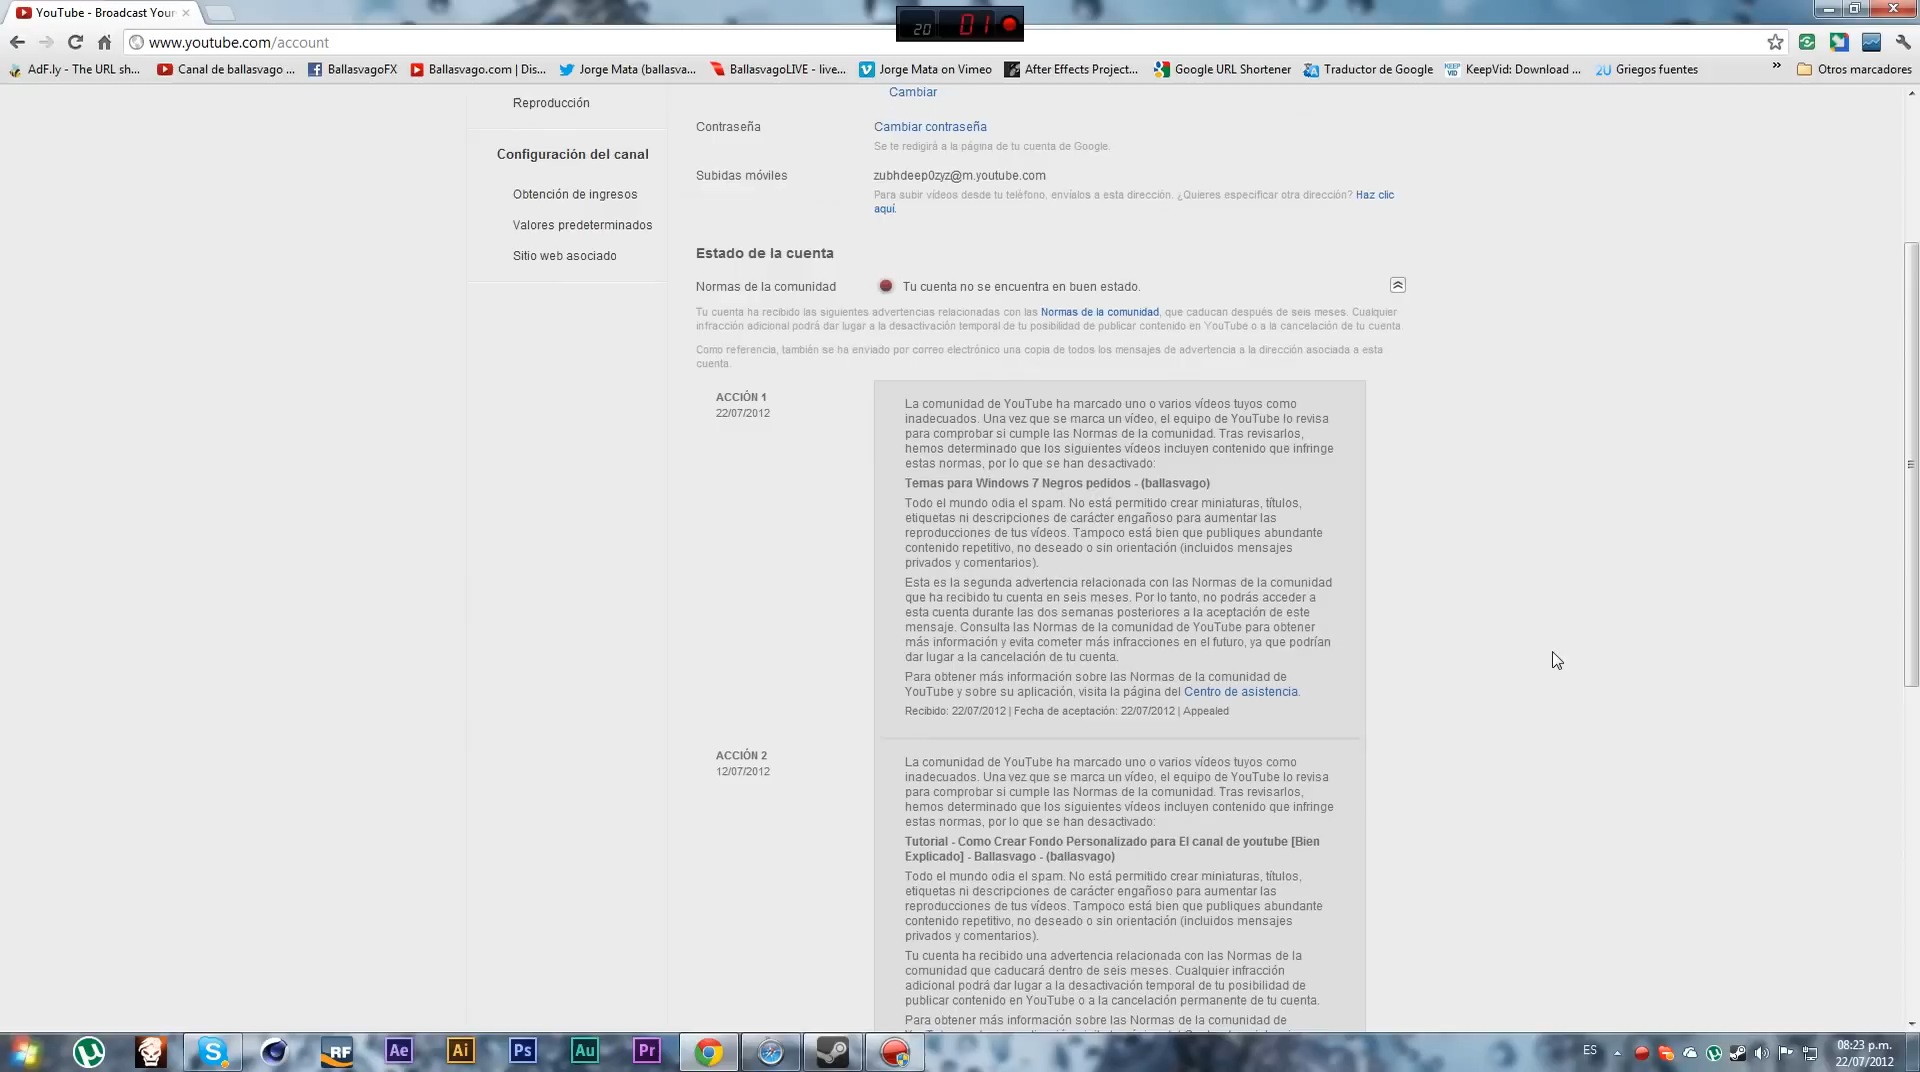 YouTube - Broadcast Your
20 01
www.youtube.com/account
AdF.ly - The URL sh...
Canal de ballasvago ...
BallasvagoFX
Ballasvago.com | Dis...
Jorge Mata (ballasva...
BallasvagoLIVE - live...
Jorge Mata on Vimeo
After Effects Project...
Google URL Shortener
Traductor de Google
KeepVid: Download ...
Griegos fuentes
»
Otros marcadores
Reproducción
Configuración del canal
Obtención de ingresos
Valores predeterminados
Sitio web asociado
Cambiar
Contraseña
Cambiar contraseña
Se te redigirá a la página de tu cuenta de Google.
Subidas móviles
zubhdeep0zyz@m.youtube.com
Para subir vídeos desde tu teléfono, envíalos a esta dirección. ¿Quieres especificar otra dirección? Haz clic
aquí.
Estado de la cuenta
Normas de la comunidad
Tu cuenta no se encuentra en buen estado.
Tu cuenta ha recibido las siguientes advertencias relacionadas con las Normas de la comunidad, que caducan después de seis meses. Cualquier
infracción adicional podrá dar lugar a la desactivación temporal de tu posibilidad de publicar contenido en YouTube o a la cancelación de tu cuenta
Como referencia, también se ha enviado por correo electrónico una copia de todos los mensajes de advertencia a la dirección asociada a esta
cuenta.
ACCIÓN 1
22/07/2012
La comunidad de YouTube ha marcado uno o varios vídeos tuyos como
inadecuados. Una vez que se marca un vídeo, el equipo de YouTube lo revisa
para comprobar si cumple las Normas de la comunidad. Tras revisarlos,
hemos determinado que los siguientes vídeos incluyen contenido que infringe
estas normas, por lo que se han desactivado:
Temas para Windows 7 Negros pedidos - (ballasvago)
Todo el mundo odia el spam. No está permitido crear miniaturas, títulos,
etiquetas ni descripciones de carácter engañoso para aumentar las
reproducciones de tus vídeos. Tampoco está bien que publiques abundante
contenido repetitivo, no deseado o sin orientación (incluidos mensajes
privados y comentarios).
Esta es la segunda advertencia relacionada con las Normas de la comunidad
que ha recibido tu cuenta en seis meses. Por lo tanto, no podrás acceder a
esta cuenta durante las dos semanas posteriores a la aceptación de este
mensaje. Consulta las Normas de la comunidad de YouTube para obtener
más información y evita cometer más infracciones en el futuro, ya que podrían
dar lugar a la cancelación de tu cuenta.
Para obtener más información sobre las Normas de la comunidad de
YouTube y sobre su aplicación, visita la página del Centro de asistencia.
Recibido: 22/07/2012 | Fecha de aceptación: 22/07/2012 | Appealed
ACCIÓN 2
12/07/2012
La comunidad de YouTube ha marcado uno o varios vídeos tuyos como
inadecuados. Una vez que se marca un vídeo, el equipo de YouTube lo revisa
para comprobar si cumple las Normas de la comunidad. Tras revisarlos,
hemos determinado que los siguientes vídeos incluyen contenido que infringe
estas normas, por lo que se han desactivado:
Tutorial - Como Crear Fondo Personalizado para El canal de youtube [Bien
Explicado] - Ballasvago - (ballasvago)
Todo el mundo odia el spam. No está permitido crear miniaturas, títulos,
etiquetas ni descripciones de carácter engañoso para aumentar las
reproducciones de tus vídeos. Tampoco está bien que publiques abundante
contenido repetitivo, no deseado o sin orientación (incluidos mensajes
privados y comentarios).
Tu cuenta ha recibido una advertencia relacionada con las Normas de la
comunidad que caducará dentro de seis meses. Cualquier infracción
adicional podrá dar lugar a la desactivación temporal de tu posibilidad de
publicar contenido en YouTube o a la cancelación permanente de tu cuenta.
Para obtener más información sobre las Normas de la comunidad de
RF
Ae
Ai
Ps
Au
Pr
ES
08:23 p.m.
22/07/2012